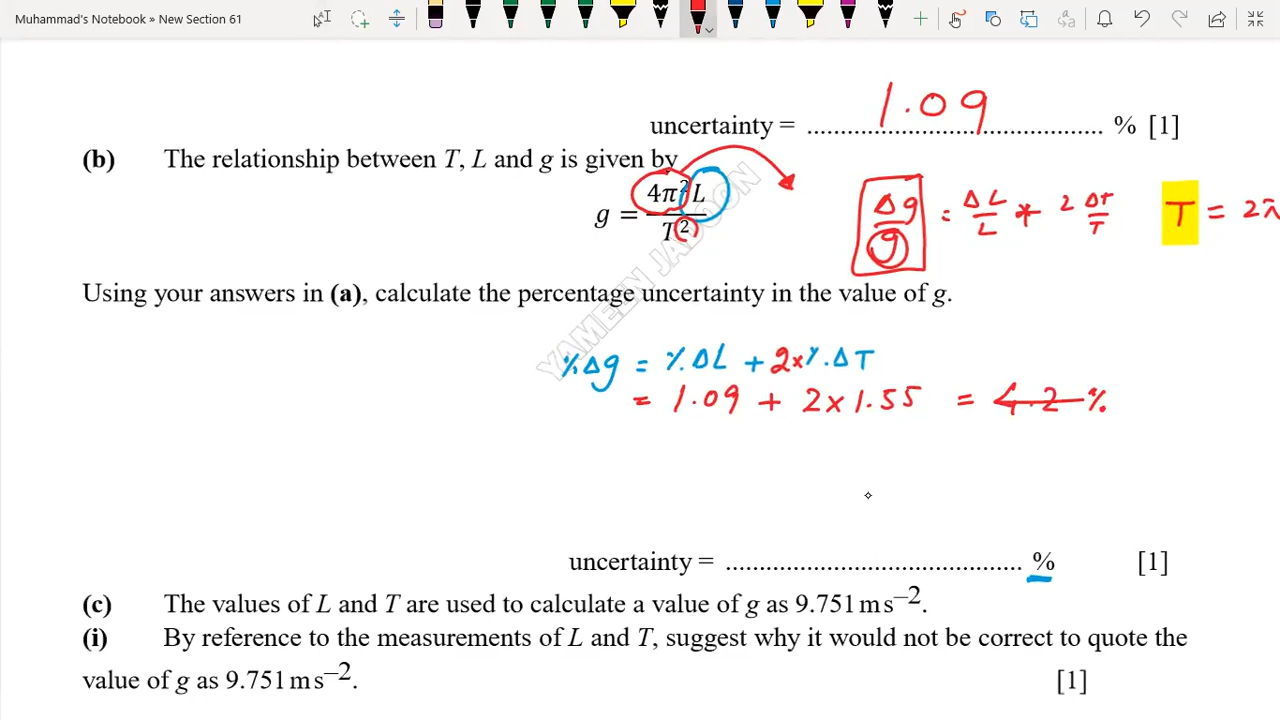 Muhammad's Notebook » New Section 61
1.09
uncertainty = ............................................ % [1]
(b) The relationship between T, L and g is given by
g = 4π²L / T²
Δg/g = ΔL/L * 2 ΔT/T T = 2π
Using your answers in (a), calculate the percentage uncertainty in the value of g.
YAMEEN JADOON
%Δg = %ΔL + 2×%ΔT
= 1.09 + 2×1.55 = 4.2 %
uncertainty = ............................................ % [1]
(c) The values of L and T are used to calculate a value of g as 9.751 m s⁻².
(i) By reference to the measurements of L and T, suggest why it would not be correct to quote the
value of g as 9.751 m s⁻². [1]